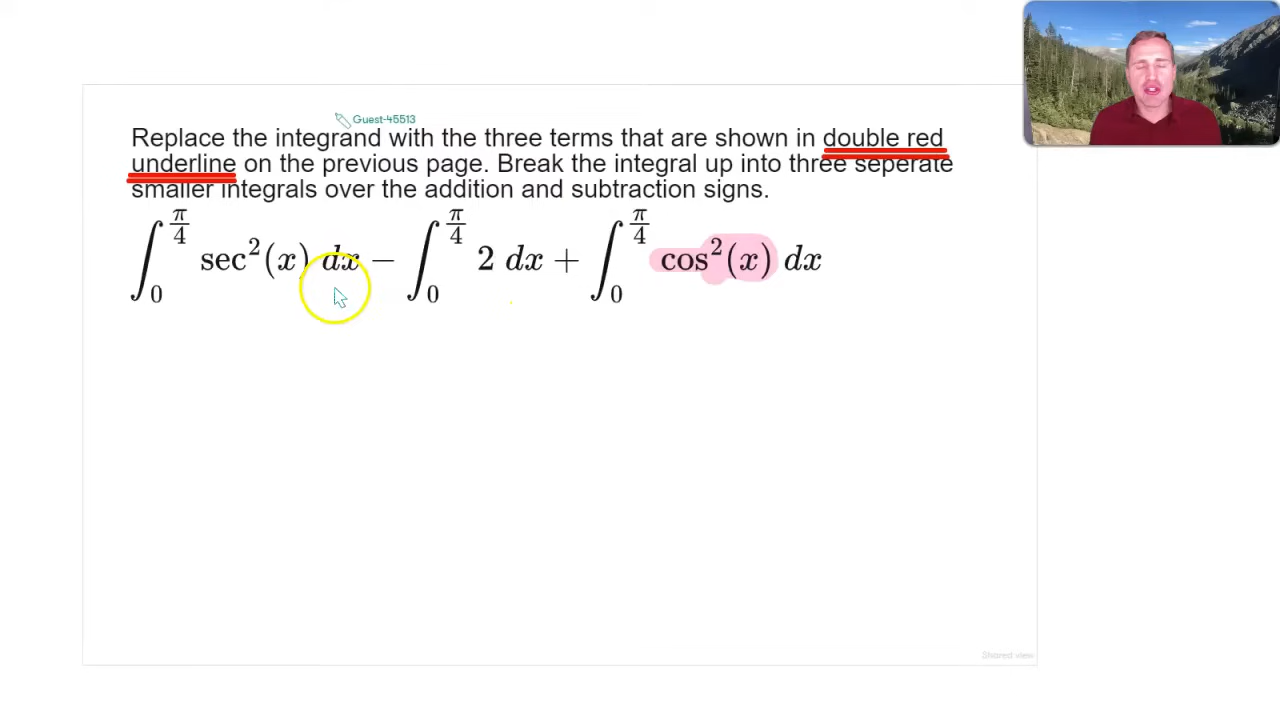 Guest-45513
Replace the integrand with the three terms that are shown in double red
underline on the previous page. Break the integral up into three seperate
smaller integrals over the addition and subtraction signs.
∫₀^{π/4} sec²(x) dx − ∫₀^{π/4} 2 dx + ∫₀^{π/4} cos²(x) dx
Shared view